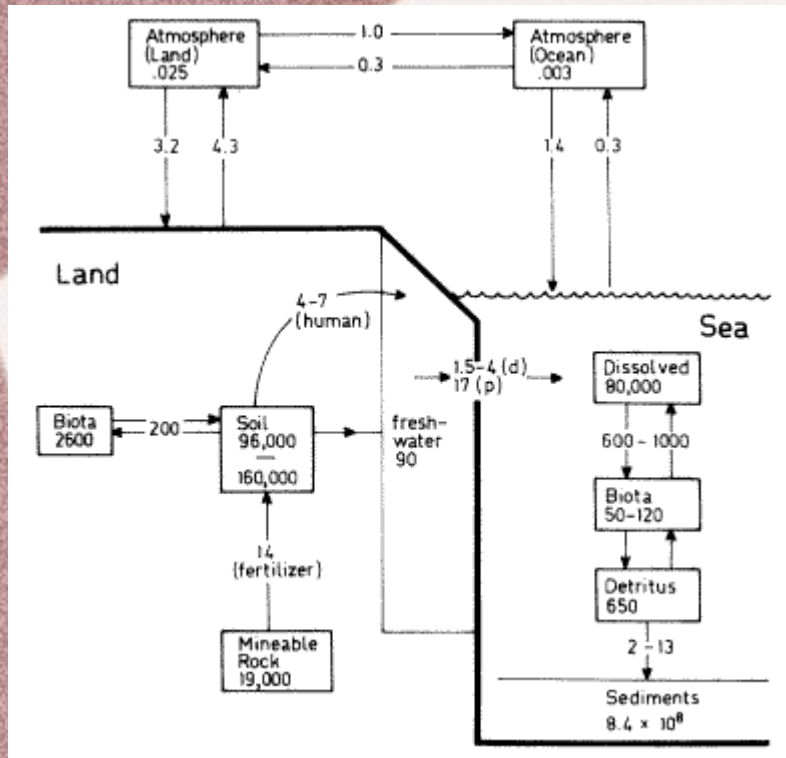 Atmosphere
(Land)
.025
1.0
0.3
Atmosphere
(Ocean)
.003
3.2
4.3
1.4
0.3
Land
4-7
(human)
Sea
1.5-4 (d)
17 (p)
Dissolved
80,000
Biota
2600
200
Soil
96,000
—
160,000
fresh-
water
90
600 - 1000
Biota
50-120
14
(fertilizer)
Detritus
650
2 - 13
Mineable
Rock
19,000
Sediments
8.4 × 10⁸